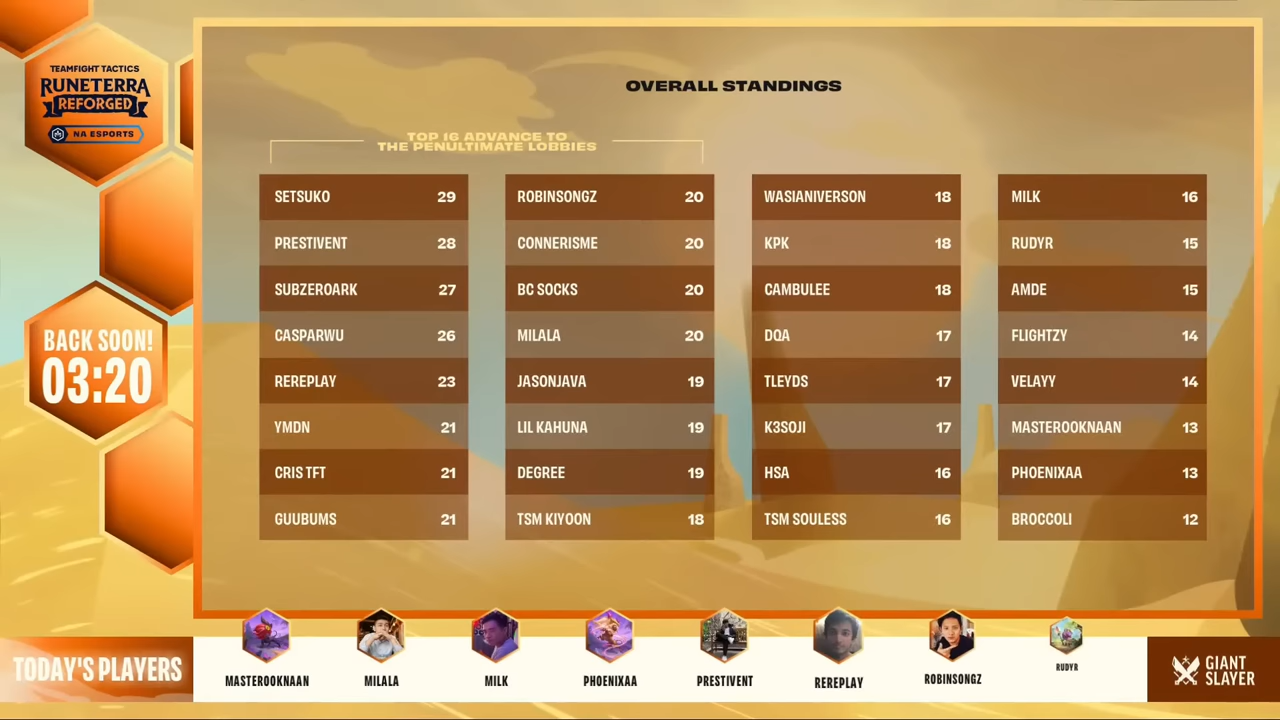 TEAMFIGHT TACTICS
RUNETERRA
REFORGED
NA ESPORTS
OVERALL STANDINGS
TOP 16 ADVANCE TO
THE PENULTIMATE LOBBIES
SETSUKO 29
PRESTIVENT 28
SUBZEROARK 27
CASPARWU 26
REREPLAY 23
YMDN 21
CRIS TFT 21
GUUBUMS 21
ROBINSONGZ 20
CONNERISME 20
BC SOCKS 20
MILALA 20
JASONJAVA 19
LIL KAHUNA 19
DEGREE 19
TSM KIYOON 18
WASIANIVERSON 18
KPK 18
CAMBULEE 18
DQA 17
TLEYDS 17
K3SOJI 17
HSA 16
TSM SOULESS 16
MILK 16
RUDYR 15
AMDE 15
FLIGHTZY 14
VELAYY 14
MASTEROOKNAAN 13
PHOENIXAA 13
BROCCOLI 12
BACK SOON!
03:20
TODAY'S PLAYERS
MASTEROOKNAAN
MILALA
MILK
PHOENIXAA
PRESTIVENT
REREPLAY
ROBINSONGZ
RUDYR
GIANT
SLAYER